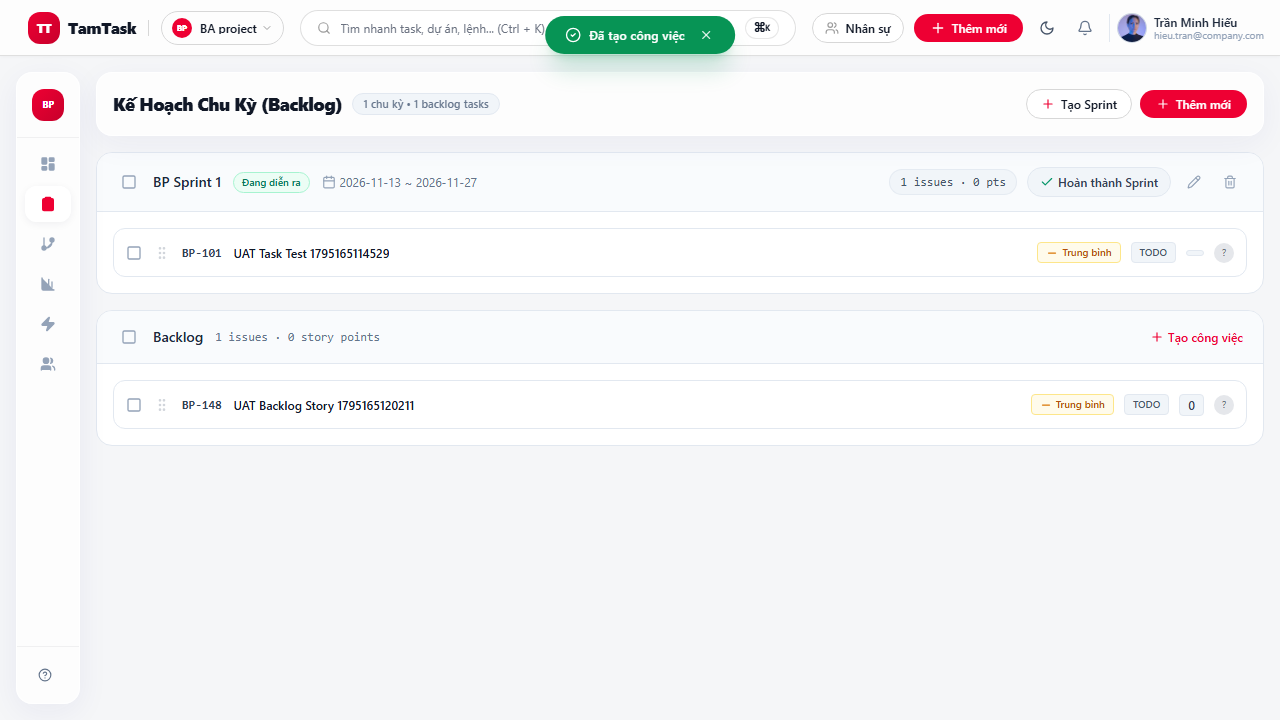 TT TamTask BP BA project Tìm nhanh task, dự án, lệnh... (Ctrl + K) Đã tạo công việc ⌘K Nhân sự Thêm mới Trần Minh Hiếu
hieu.tran@company.com
BP
Kế Hoạch Chu Kỳ (Backlog) 1 chu kỳ • 1 backlog tasks Tạo Sprint Thêm mới
BP Sprint 1 Đang diễn ra 2026-11-13 ~ 2026-11-27 1 issues · 0 pts Hoàn thành Sprint
BP-101 UAT Task Test 1795165114529 Trung bình TODO ?
Backlog 1 issues · 0 story points Tạo công việc
BP-148 UAT Backlog Story 1795165120211 Trung bình TODO 0 ?